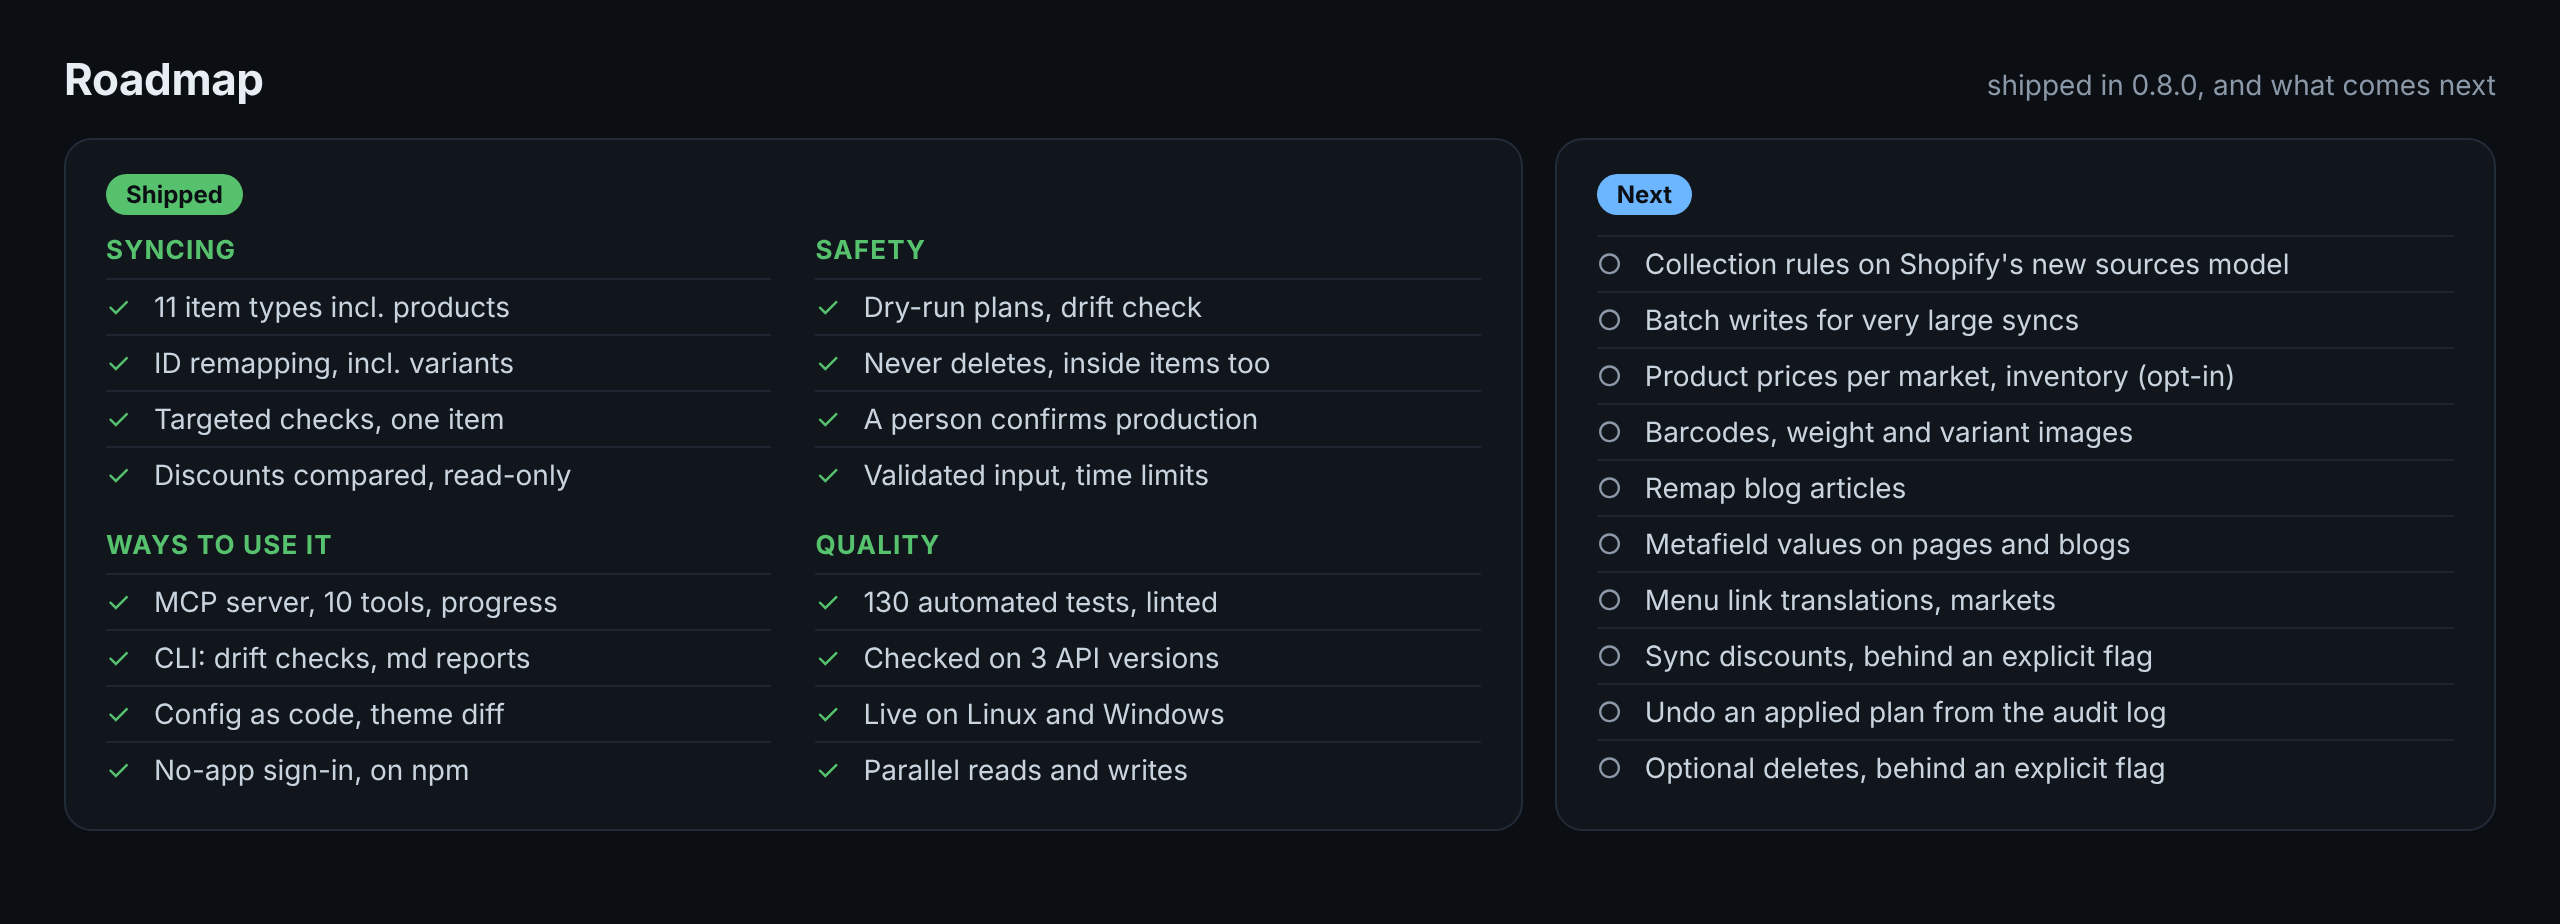 Roadmap
shipped in 0.8.0, and what comes next
Shipped
SYNCING
11 item types incl. products
ID remapping, incl. variants
Targeted checks, one item
Discounts compared, read-only
SAFETY
Dry-run plans, drift check
Never deletes, inside items too
A person confirms production
Validated input, time limits
WAYS TO USE IT
MCP server, 10 tools, progress
CLI: drift checks, md reports
Config as code, theme diff
No-app sign-in, on npm
QUALITY
130 automated tests, linted
Checked on 3 API versions
Live on Linux and Windows
Parallel reads and writes
Next
Collection rules on Shopify's new sources model
Batch writes for very large syncs
Product prices per market, inventory (opt-in)
Barcodes, weight and variant images
Remap blog articles
Metafield values on pages and blogs
Menu link translations, markets
Sync discounts, behind an explicit flag
Undo an applied plan from the audit log
Optional deletes, behind an explicit flag